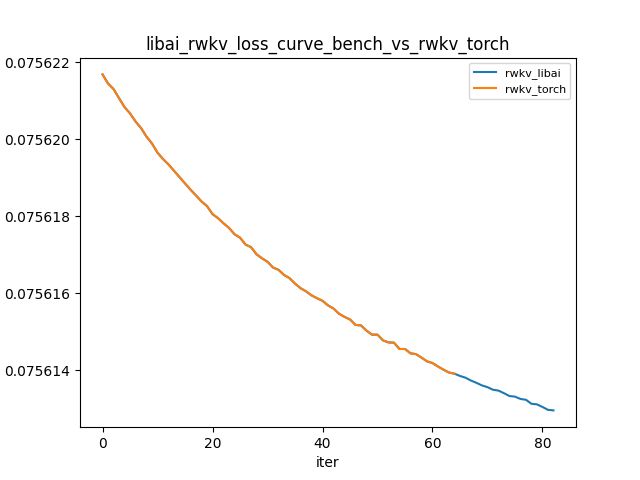 libai_rwkv_loss_curve_bench_vs_rwkv_torch
rwkv_libai
rwkv_torch
0.075622
0.075620
0.075618
0.075616
0.075614
0 20 40 60 80
iter